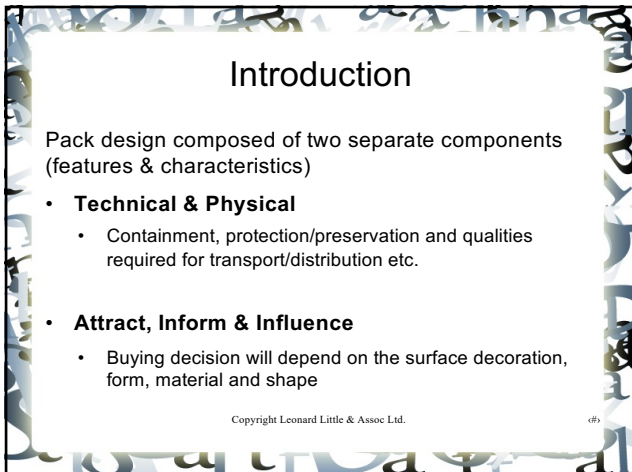 Introduction
Pack design composed of two separate components
(features & characteristics)
• Technical & Physical
• Containment, protection/preservation and qualities
required for transport/distribution etc.
• Attract, Inform & Influence
• Buying decision will depend on the surface decoration,
form, material and shape
Copyright Leonard Little & Assoc Ltd. ‹#›